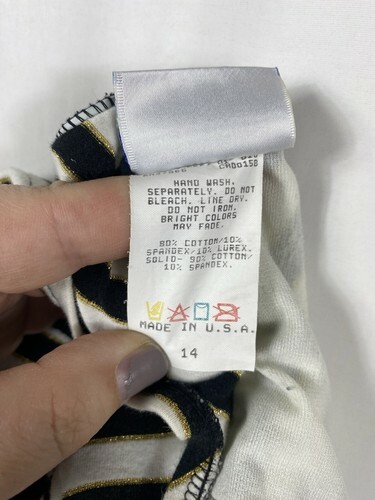 CA00158
HAND WASH,
SEPARATELY. DO NOT
BLEACH. LINE DRY.
DO NOT IRON.
BRIGHT COLORS
MAY FADE.
80% COTTON/10%
SPANDEX/10% LUREX.
SOLID- 90% COTTON/
10% SPANDEX.
MADE IN U.S.A.
14